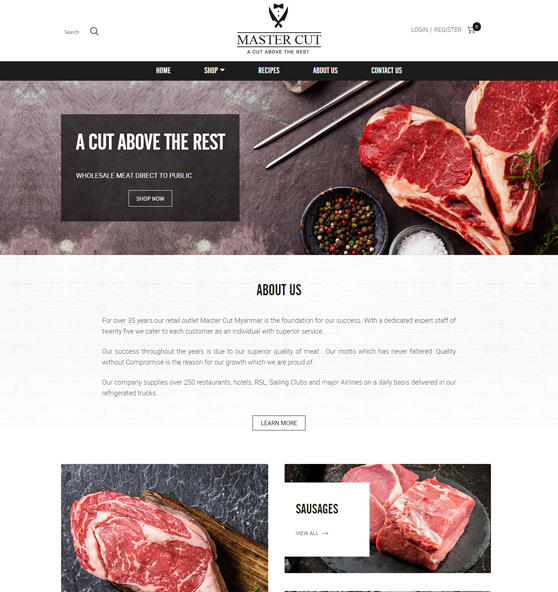 Search
MASTER CUT
A CUT ABOVE THE REST
LOGIN / REGISTER
0
HOME
SHOP
RECIPES
ABOUT US
CONTACT US
A CUT ABOVE THE REST
WHOLESALE MEAT DIRECT TO PUBLIC
SHOP NOW
ABOUT US
For over 35 years our retail outlet Master Cut Myanmar is the foundation for our success. With a dedicated expert staff of
twenty five we cater to each customer as an individual with superior service.
Our success throughout the years is due to our superior quality of meat . Our motto which has never faltered: Quality
without Compromise is the reason for our growth which we are proud of.
Our company supplies over 250 restaurants, hotels, RSL, Sailing Clubs and major Airlines on a daily basis delivered in our
refrigerated trucks.
LEARN MORE
SAUSAGES
VIEW ALL